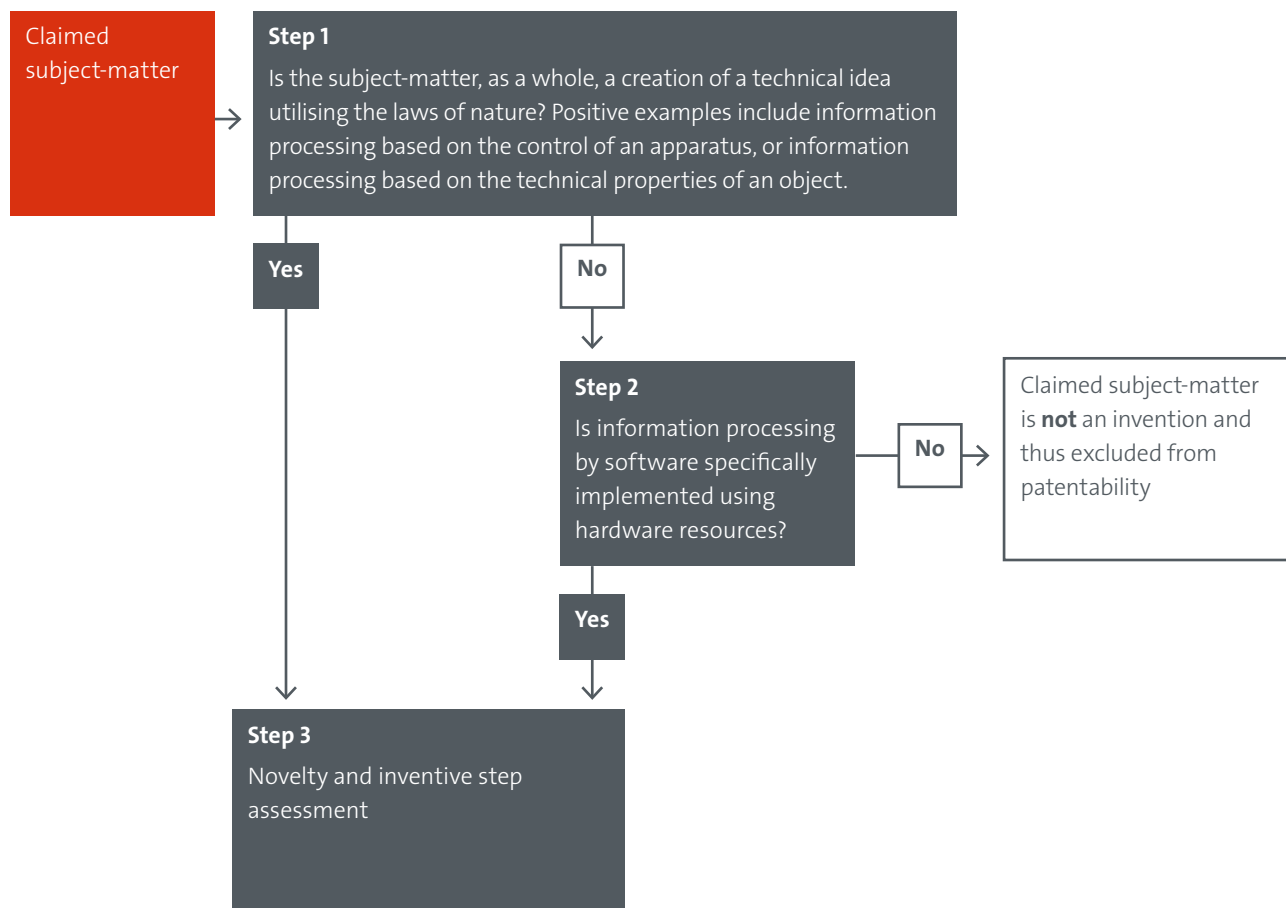 Claimed
subject-matter
Step 1
Is the subject-matter, as a whole, a creation of a technical idea
utilising the laws of nature? Positive examples include information
processing based on the control of an apparatus, or information
processing based on the technical properties of an object.
Yes
No
Step 2
Is information processing
by software specifically
implemented using
hardware resources?
No
Claimed subject-matter
is not an invention and
thus excluded from
patentability
Yes
Step 3
Novelty and inventive step
assessment